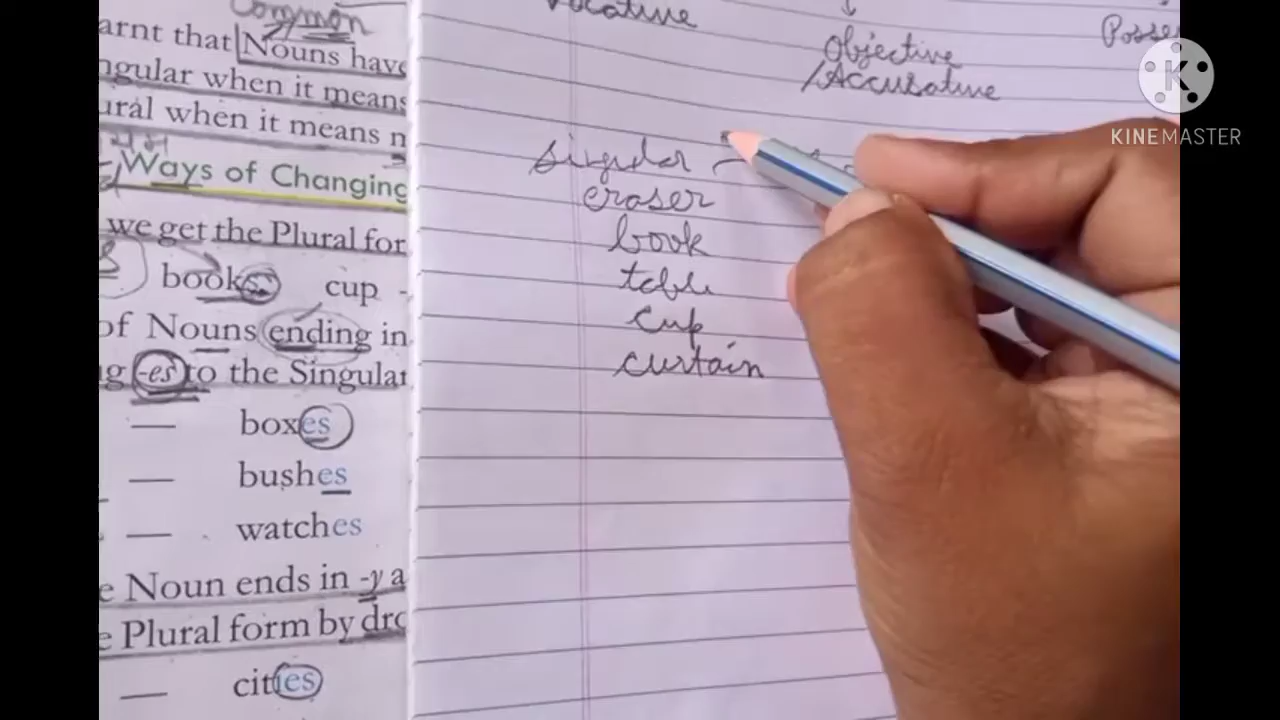 Common
arnt that Nouns have
ngular when it means
ural when it means m
Ways of Changing
we get the Plural for
books cup -
of Nouns ending in
ng -es to the Singular
— boxes
— bushes
— watches
e Noun ends in -y a
e Plural form by dro
— cities
Vocative
Objective
/Accusative
Posse
Singular -
eraser
book
table
cup
curtain
K
KINEMASTER